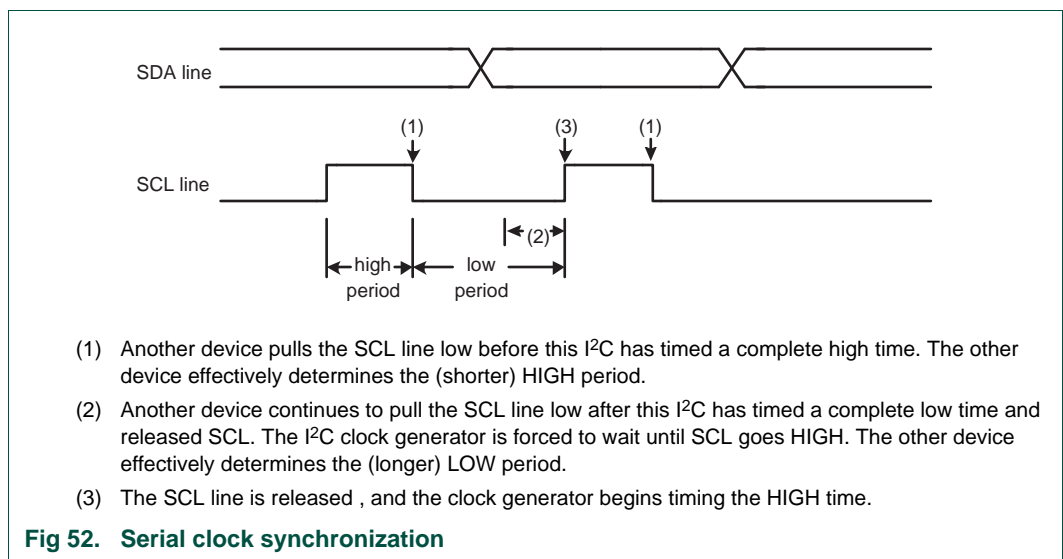 SDA line
(1) (3) (1)
SCL line
(2)
high period
low period
(1) Another device pulls the SCL line low before this I2C has timed a complete high time. The other
device effectively determines the (shorter) HIGH period.
(2) Another device continues to pull the SCL line low after this I2C has timed a complete low time and
released SCL. The I2C clock generator is forced to wait until SCL goes HIGH. The other device
effectively determines the (longer) LOW period.
(3) The SCL line is released , and the clock generator begins timing the HIGH time.
Fig 52. Serial clock synchronization